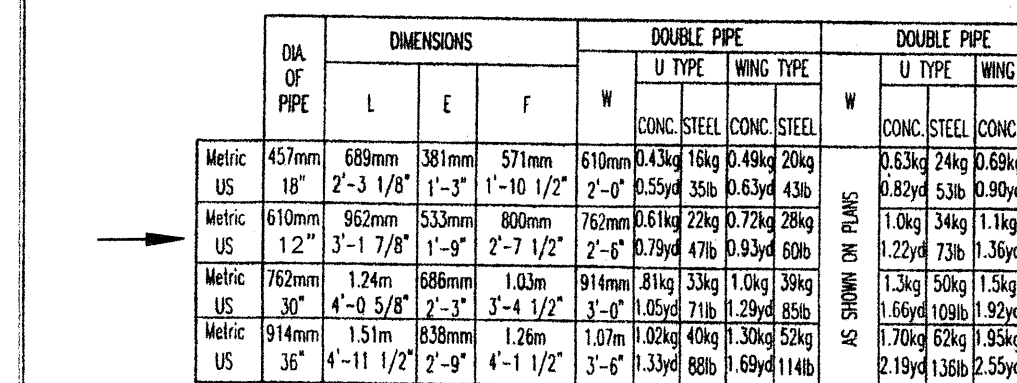 DIA. OF PIPE DIMENSIONS DOUBLE PIPE DOUBLE PIPE
L E F W U TYPE WING TYPE W U TYPE WING
CONC. STEEL CONC. STEEL CONC. STEEL CONC
Metric 457mm 689mm 381mm 571mm 610mm 0.43kg 16kg 0.49kg 20kg 0.63kg 24kg 0.69kg
US 18" 2'-3 1/8" 1'-3" 1'-10 1/2" 2'-0" 0.55yd 35lb 0.63yd 43lb 0.82yd 53lb 0.90yd
Metric 610mm 962mm 533mm 800mm 762mm 0.61kg 22kg 0.72kg 28kg 1.0kg 34kg 1.1kg
US 12" 3'-1 7/8" 1'-9" 2'-7 1/2" 2'-6" 0.79yd 47lb 0.93yd 60lb 1.22yd 73lb 1.36yd
Metric 762mm 1.24m 686mm 1.03m 914mm .81kg 33kg 1.0kg 39kg 1.3kg 50kg 1.5kg
US 30" 4'-0 5/8" 2'-3" 3'-4 1/2" 3'-0" 1.05yd 71lb 1.29yd 85lb 1.66yd 109lb 1.92yd
Metric 914mm 1.51m 838mm 1.26m 1.07m 1.02kg 40kg 1.30kg 52kg 1.70kg 62kg 1.95kg
US 36" 4'-11 1/2" 2'-9" 4'-1 1/2" 3'-6" 1.33yd 88lb 1.69yd 114lb 2.19yd 136lb 2.55yd
AS SHOWN ON PLANS